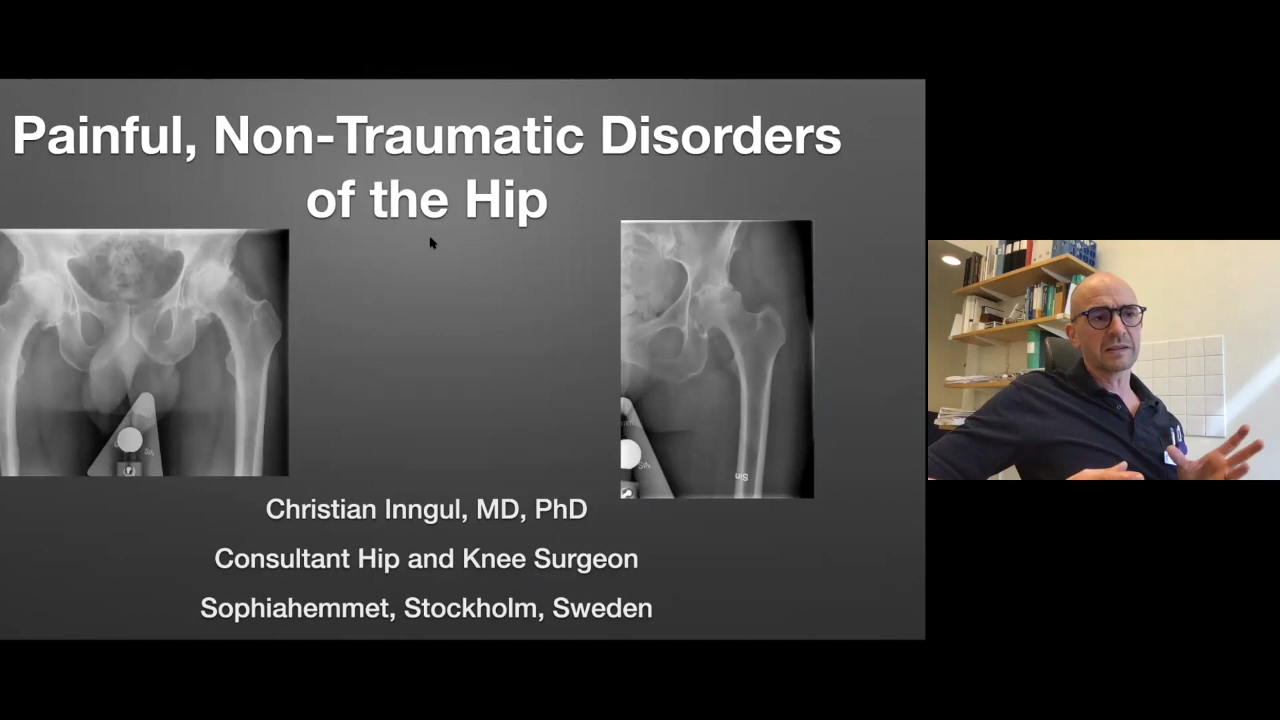 Painful, Non-Traumatic Disorders
of the Hip
Christian Inngul, MD, PhD
Consultant Hip and Knee Surgeon
Sophiahemmet, Stockholm, Sweden